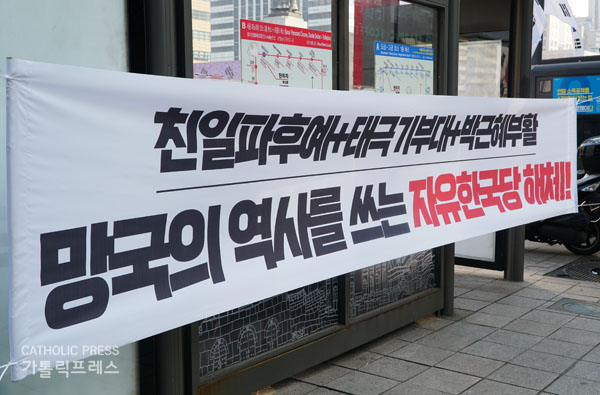 친일파후예+태극기부대+박근혜부활
망국의 역사를 쓰는 자유한국당 해체!!
CATHOLIC PRESS
가톨릭프레스